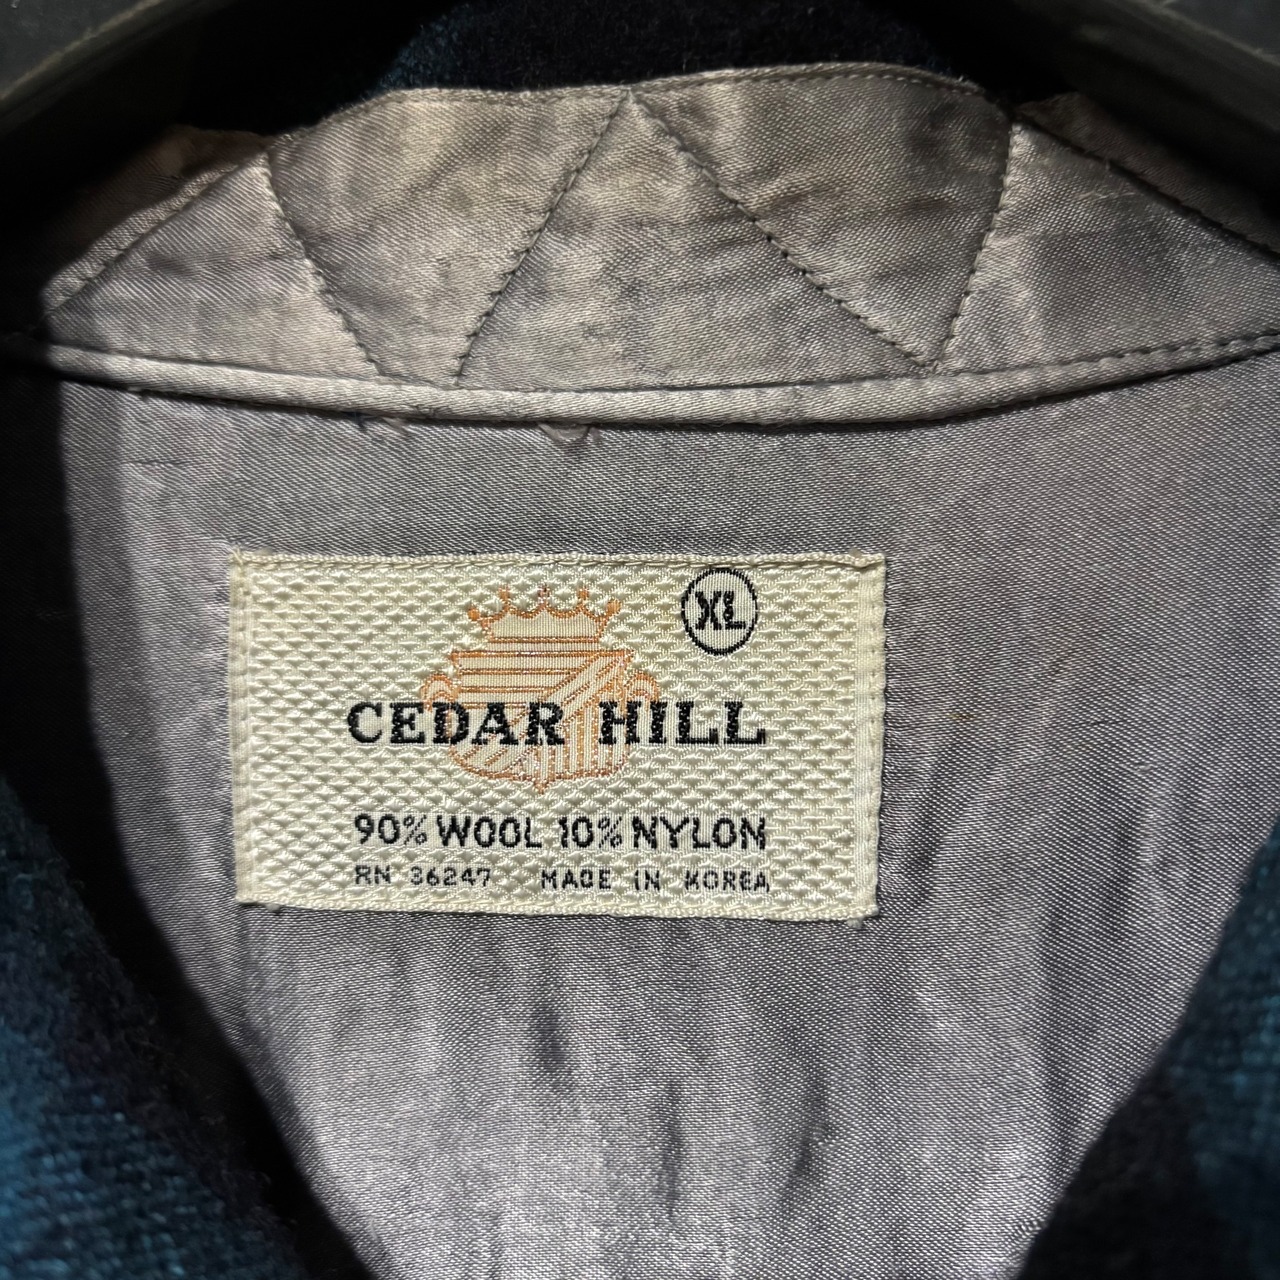 XL
CEDAR HILL
90% WOOL 10% NYLON
RN 36247 MADE IN KOREA